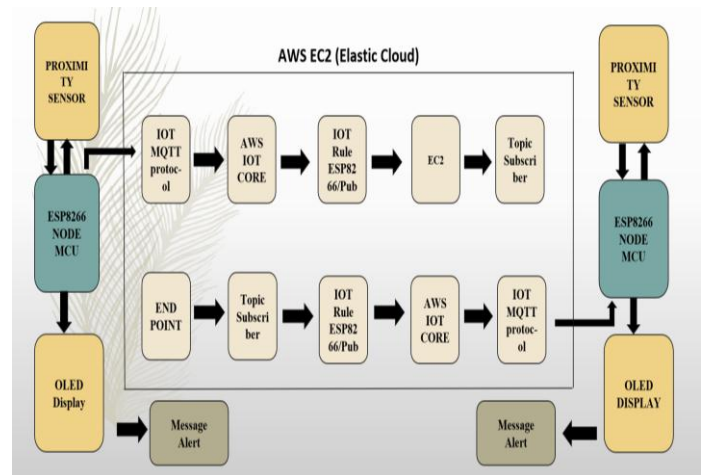 AWS EC2 (Elastic Cloud)
PROXIMI
TY
SENSOR
ESP8266
NODE
MCU
OLED
Display
Message
Alert
IOT
MQTT
protoc-
ol
AWS
IOT
CORE
IOT
Rule
ESP82
66/Pub
EC2
Topic
Subscri
ber
END
POINT
Topic
Subscri
ber
IOT
Rule
ESP82
66/Pub
AWS
IOT
CORE
IOT
MQTT
protoc-
ol
PROXIMI
TY
SENSOR
ESP8266
NODE
MCU
OLED
DISPLAY
Message
Alert